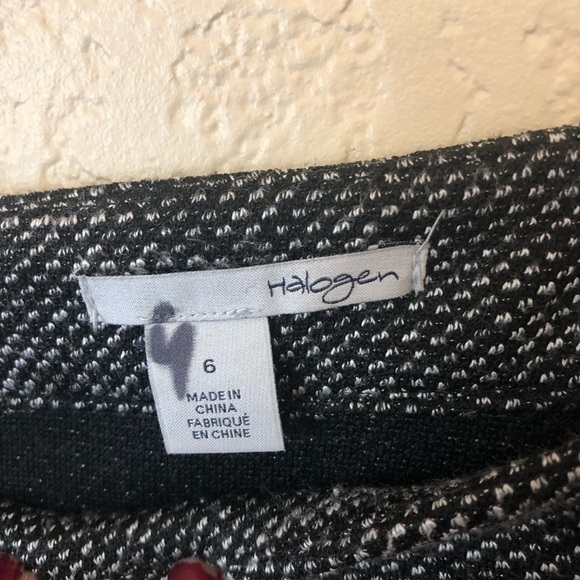 Halogen
6
MADE IN
CHINA
FABRIQUÉ
EN CHINE